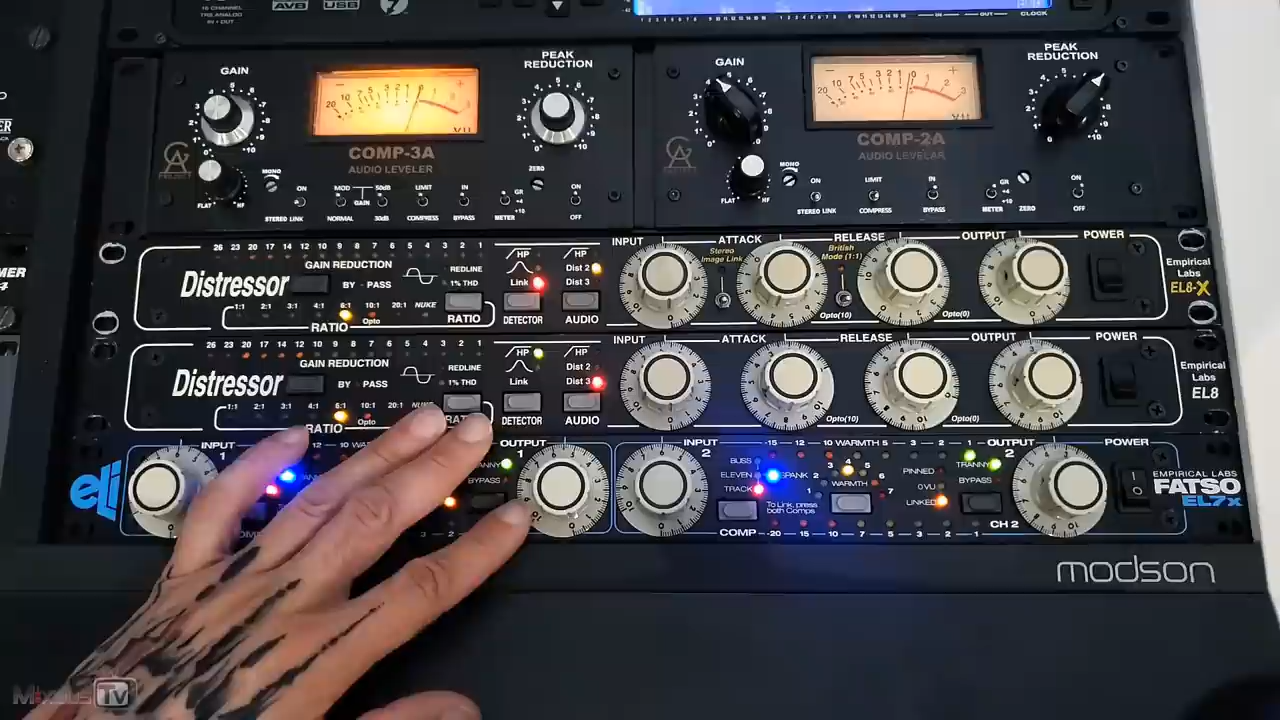 16 CHANNEL
TRS ANALOG
IN + OUT
AVB
USB
CLOCK
GAIN
PEAK
REDUCTION
COMP-3A
AUDIO LEVELER
VU
PROJECT
FLAT
HF
MONO
ON
STEREO LINK
MOD
GAIN
50dB
NORMAL
30dB
LIMIT
COMPRESS
IN
BYPASS
GR
+4
+10
METER
ZERO
ON
OFF
GAIN
PEAK
REDUCTION
COMP-2A
AUDIO LEVELAR
VU
FLAT
HF
MONO
ON
STEREO LINK
LIMIT
COMPRESS
IN
BYPASS
GR
+4
+10
METER
ZERO
ON
OFF
26 23 20 17 14 12 10 9 8 7 6 5 4 3 2 1
Distressor
GAIN REDUCTION
BY - PASS
REDLINE
1% THD
1:1 2:1 3:1 4:1 6:1 10:1 20:1 NUKE
Opto
RATIO
RATIO
HP
Link
DETECTOR
HP
Dist 2
Dist 3
AUDIO
INPUT
Stereo
Image Link
ATTACK
Opto(10)
British
Mode (1:1)
RELEASE
Opto(0)
OUTPUT
POWER
Empirical
Labs
EL8-X
26 23 20 17 14 12 10 9 8 7 6 5 4 3 2 1
Distressor
GAIN REDUCTION
BY - PASS
REDLINE
1% THD
1:1 2:1 3:1 4:1 6:1 10:1 20:1 NUKE
Opto
RATIO
HP
Link
DETECTOR
HP
Dist 2
Dist 3
AUDIO
INPUT
ATTACK
Opto(10)
RELEASE
Opto(0)
OUTPUT
POWER
Empirical
Labs
EL8
eli
INPUT
1
OUTPUT
1
BYPASS
INPUT
2
-15 12 10 WARMTH 5 3 2 1
BUSS
ELEVEN
TRACK
SPANK
To Link, press
both Comps
WARMTH
PINNED
0VU
LINKED
TRANNY
BYPASS
OUTPUT
2
COMP
-20 15 10 7 5 3 2 1
CH 2
POWER
EMPIRICAL LABS
FATSO
EL7x
modson
TV